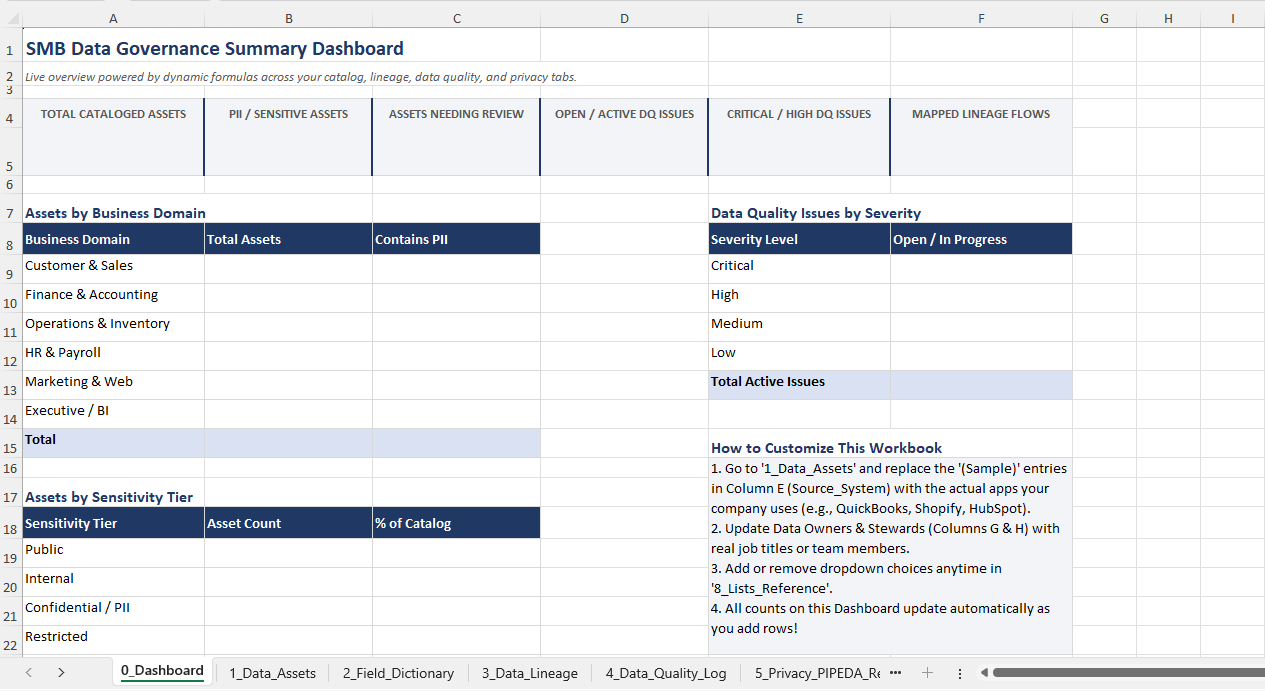 A B C D E F G H I
1 SMB Data Governance Summary Dashboard
2 Live overview powered by dynamic formulas across your catalog, lineage, data quality, and privacy tabs.
3
4 TOTAL CATALOGED ASSETS PII / SENSITIVE ASSETS ASSETS NEEDING REVIEW OPEN / ACTIVE DQ ISSUES CRITICAL / HIGH DQ ISSUES MAPPED LINEAGE FLOWS
5
6
7 Assets by Business Domain Data Quality Issues by Severity
8 Business Domain Total Assets Contains PII Severity Level Open / In Progress
9 Customer & Sales Critical
10 Finance & Accounting High
11 Operations & Inventory Medium
12 HR & Payroll Low
13 Marketing & Web Total Active Issues
14 Executive / BI
15 Total How to Customize This Workbook
16 1. Go to '1_Data_Assets' and replace the '(Sample)' entries
in Column E (Source_System) with the actual apps your
17 Assets by Sensitivity Tier company uses (e.g., QuickBooks, Shopify, HubSpot).
18 Sensitivity Tier Asset Count % of Catalog 2. Update Data Owners & Stewards (Columns G & H) with
19 Public real job titles or team members.
3. Add or remove dropdown choices anytime in
20 Internal '8_Lists_Reference'.
21 Confidential / PII 4. All counts on this Dashboard update automatically as
22 Restricted you add rows!
0_Dashboard 1_Data_Assets 2_Field_Dictionary 3_Data_Lineage 4_Data_Quality_Log 5_Privacy_PIPEDA_Re